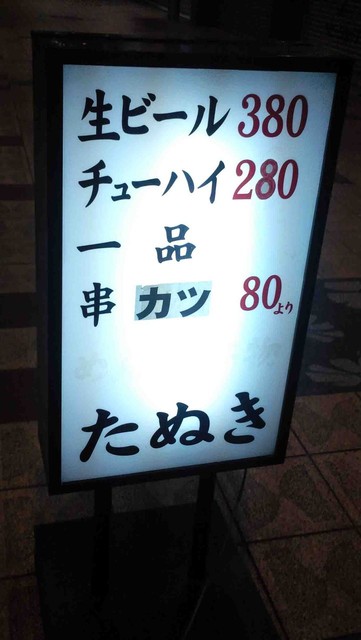 生ビール 380
チューハイ 280
一品
串カツ 80より
たぬき